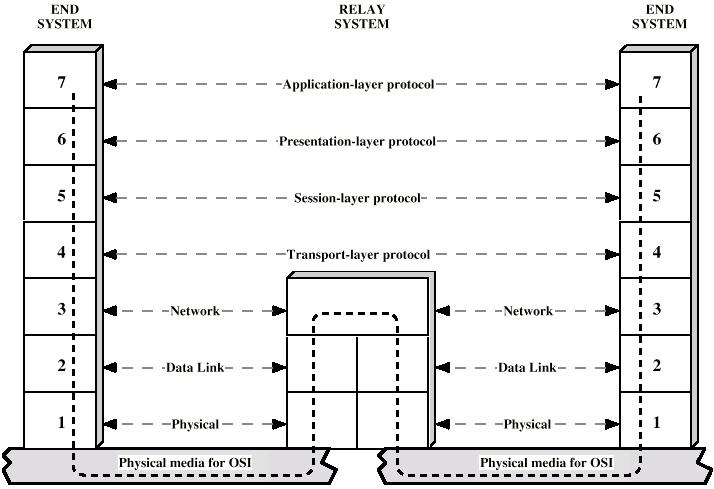 END
SYSTEM
RELAY
SYSTEM
END
SYSTEM
7 Application-layer protocol 7
6 Presentation-layer protocol 6
5 Session-layer protocol 5
4 Transport-layer protocol 4
3 Network Network 3
2 Data Link Data Link 2
1 Physical Physical 1
Physical media for OSI Physical media for OSI